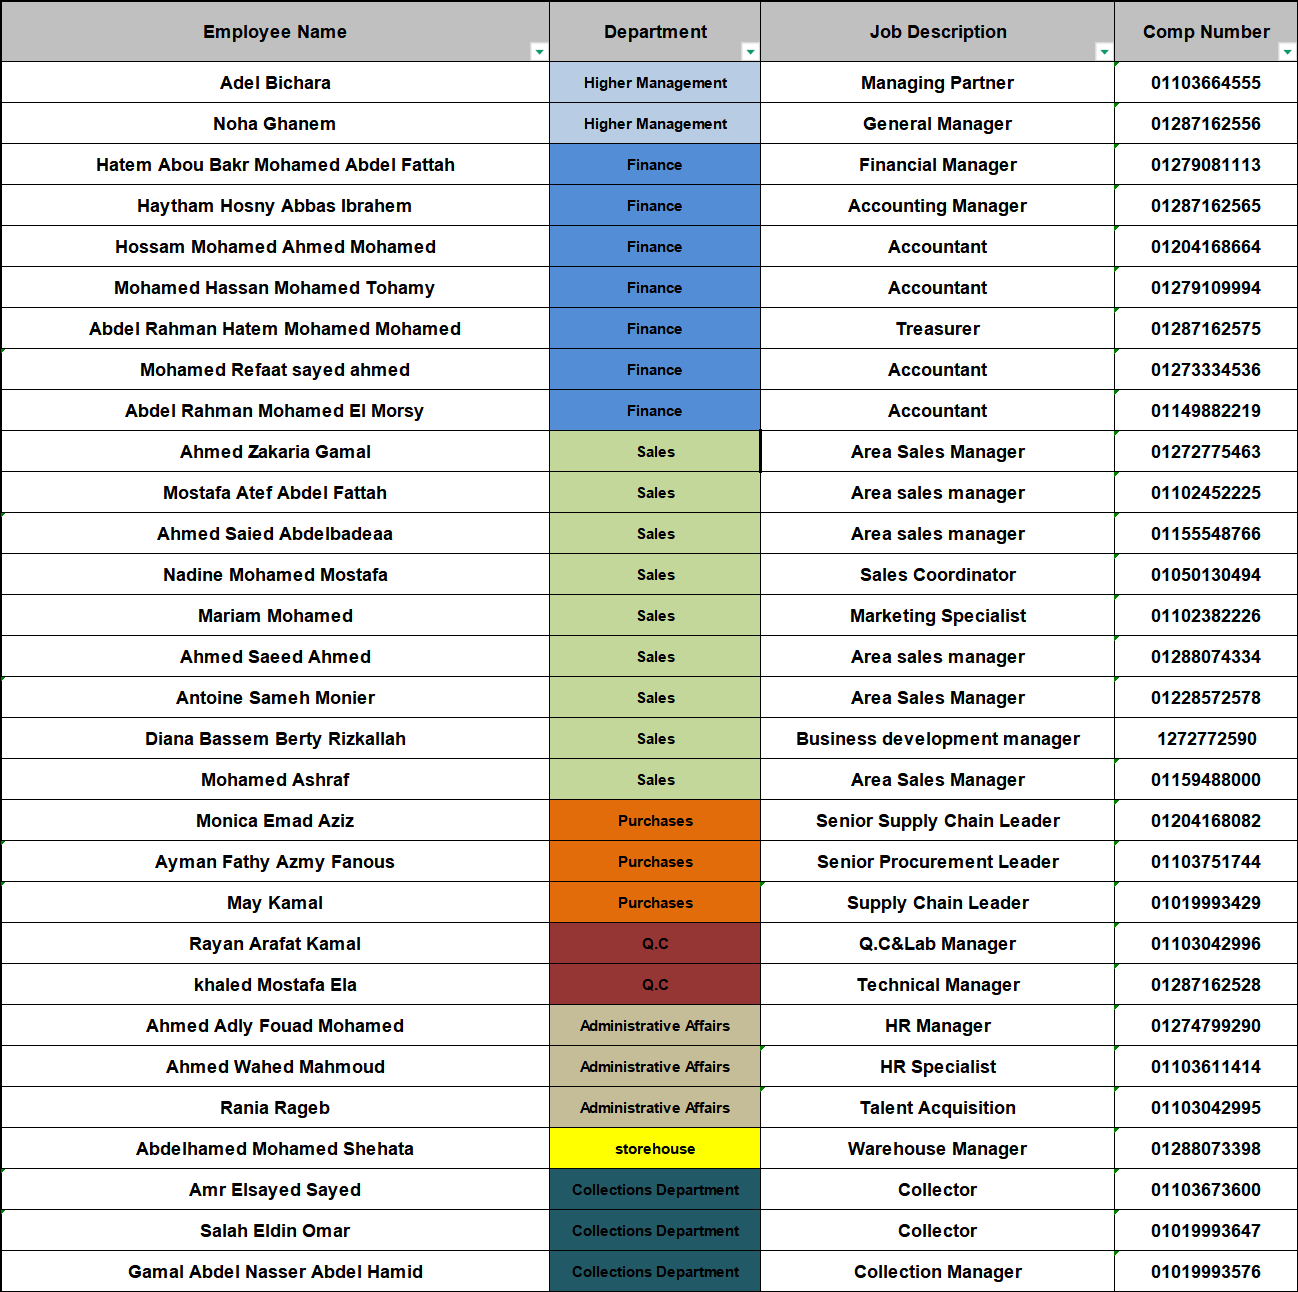 Employee Name Department Job Description Comp Number
Adel Bichara Higher Management Managing Partner 01103664555
Noha Ghanem Higher Management General Manager 01287162556
Hatem Abou Bakr Mohamed Abdel Fattah Finance Financial Manager 01279081113
Haytham Hosny Abbas Ibrahem Finance Accounting Manager 01287162565
Hossam Mohamed Ahmed Mohamed Finance Accountant 01204168664
Mohamed Hassan Mohamed Tohamy Finance Accountant 01279109994
Abdel Rahman Hatem Mohamed Mohamed Finance Treasurer 01287162575
Mohamed Refaat sayed ahmed Finance Accountant 01273334536
Abdel Rahman Mohamed El Morsy Finance Accountant 01149882219
Ahmed Zakaria Gamal Sales Area Sales Manager 01272775463
Mostafa Atef Abdel Fattah Sales Area sales manager 01102452225
Ahmed Saied Abdelbadeaa Sales Area sales manager 01155548766
Nadine Mohamed Mostafa Sales Sales Coordinator 01050130494
Mariam Mohamed Sales Marketing Specialist 01102382226
Ahmed Saeed Ahmed Sales Area sales manager 01288074334
Antoine Sameh Monier Sales Area Sales Manager 01228572578
Diana Bassem Berty Rizkallah Sales Business development manager 1272772590
Mohamed Ashraf Sales Area Sales Manager 01159488000
Monica Emad Aziz Purchases Senior Supply Chain Leader 01204168082
Ayman Fathy Azmy Fanous Purchases Senior Procurement Leader 01103751744
May Kamal Purchases Supply Chain Leader 01019993429
Rayan Arafat Kamal Q.C Q.C&Lab Manager 01103042996
khaled Mostafa Ela Q.C Technical Manager 01287162528
Ahmed Adly Fouad Mohamed Administrative Affairs HR Manager 01274799290
Ahmed Wahed Mahmoud Administrative Affairs HR Specialist 01103611414
Rania Rageb Administrative Affairs Talent Acquisition 01103042995
Abdelhamed Mohamed Shehata storehouse Warehouse Manager 01288073398
Amr Elsayed Sayed Collections Department Collector 01103673600
Salah Eldin Omar Collections Department Collector 01019993647
Gamal Abdel Nasser Abdel Hamid Collections Department Collection Manager 01019993576